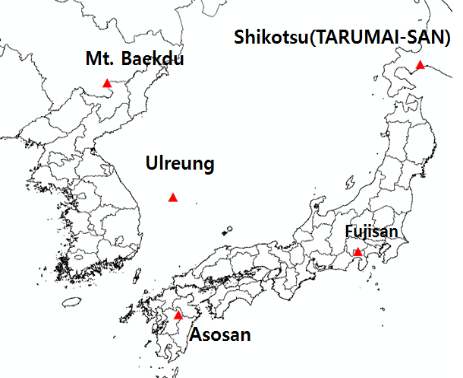 Shikotsu(TARUMAI-SAN)
Mt. Baekdu
Ulreung
Fujisan
Asosan